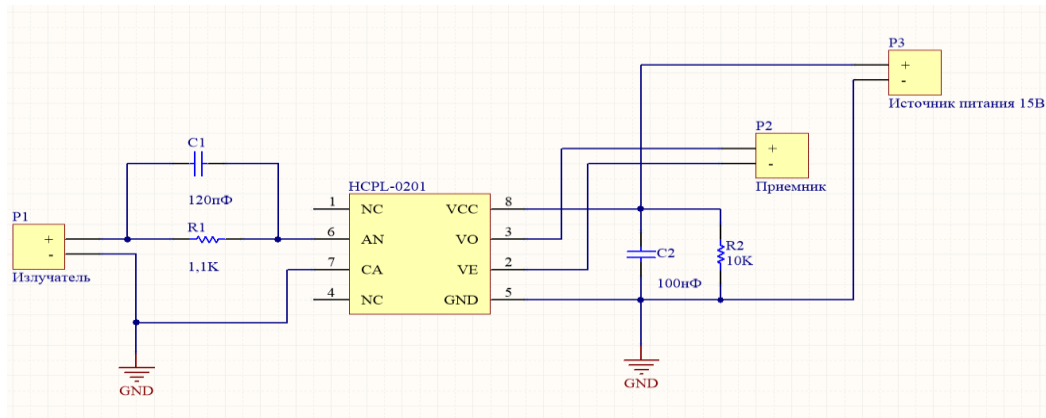 P3
+
-
Источник питания 15В
P2
+
-
Приемник
C1
120пФ
R1
1,1K
P1
+
-
Излучатель
HCPL-0201
1 NC VCC 8
6 AN VO 3
7 CA VE 2
4 NC GND 5
C2
100нФ
R2
10K
GND
GND